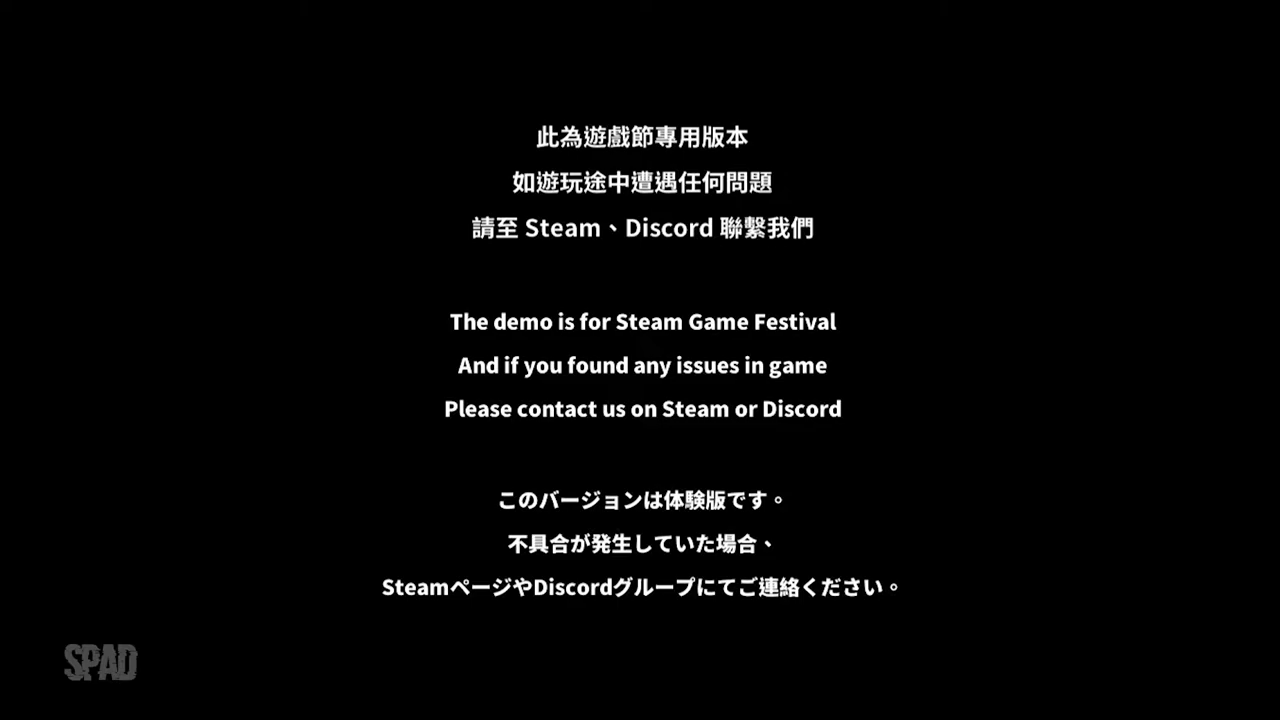 此為遊戲節專用版本
如遊玩途中遭遇任何問題
請至 Steam、Discord 聯繫我們
The demo is for Steam Game Festival
And if you found any issues in game
Please contact us on Steam or Discord
このバージョンは体験版です。
不具合が発生していた場合、
SteamページやDiscordグループにてご連絡ください。
SPAD